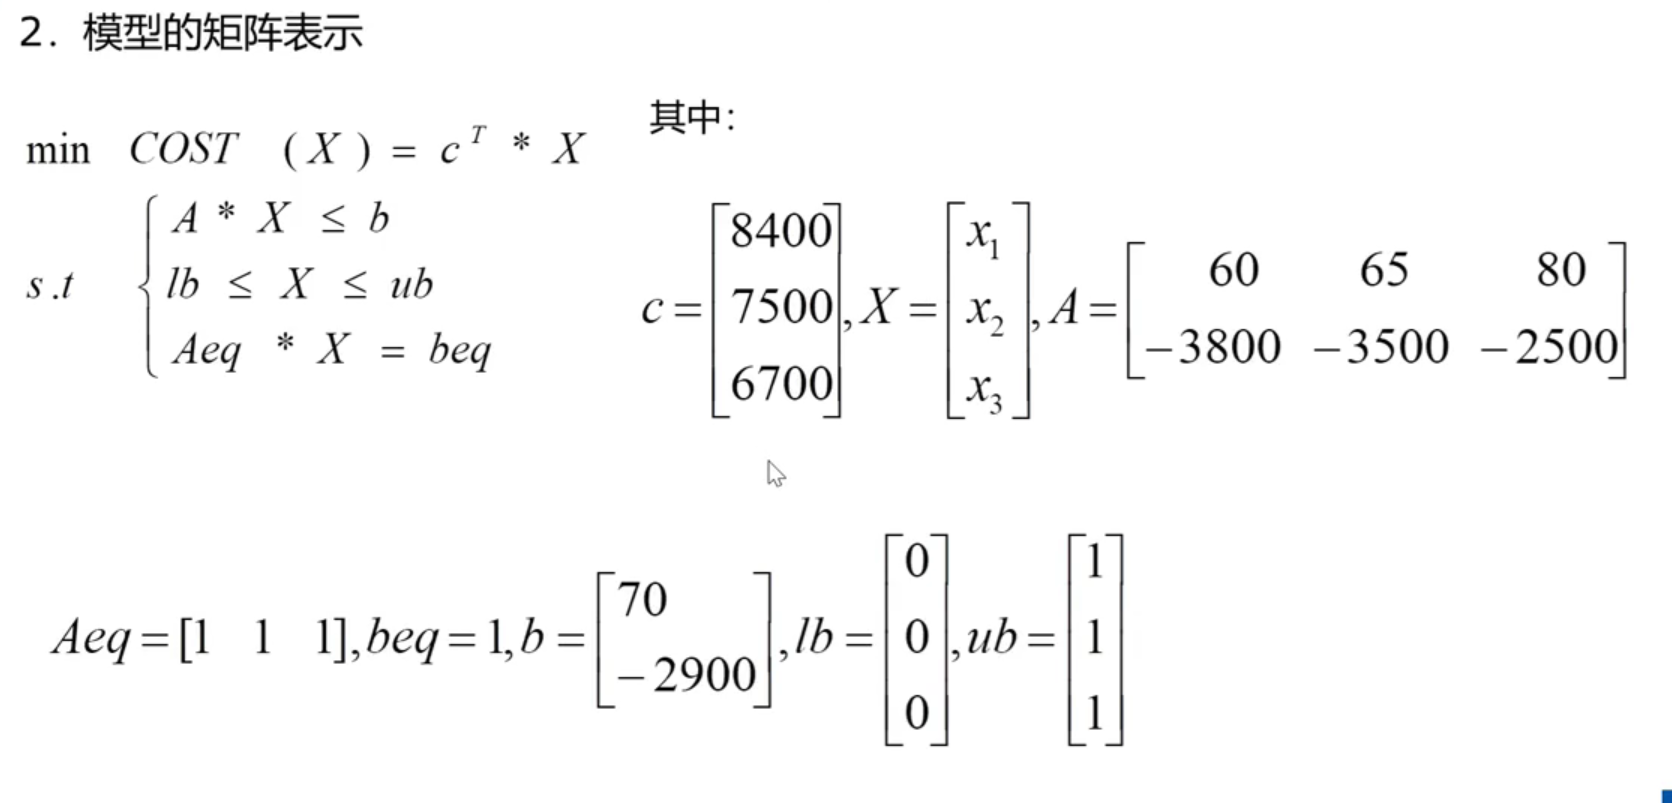 2. 模型的矩阵表示
其中:
min COST (X) = c^T * X
s.t { A * X ≤ b
lb ≤ X ≤ ub
Aeq * X = beq
c = [8400 7500 6700], X = [x₁ x₂ x₃], A = [60 65 80
−3800 −3500 −2500]
Aeq = [1 1 1], beq = 1, b = [70 −2900], lb = [0 0 0], ub = [1 1 1]